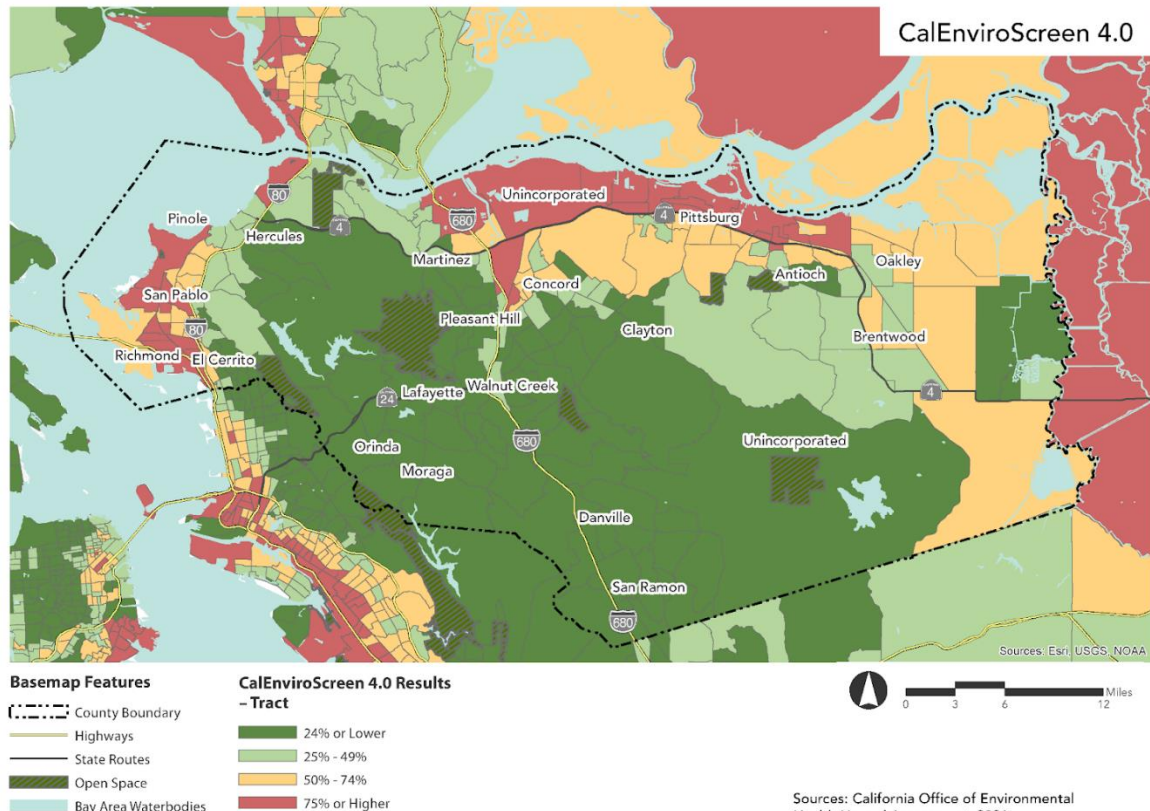 CalEnviroScreen 4.0
80
Unincorporated
Pinole
680
4
Pittsburg
Hercules
4
Martinez
Oakley
Antioch
Concord
San Pablo
Pleasant Hill
Clayton
80
Brentwood
Richmond
El Cerrito
Walnut Creek
24
Lafayette
4
680
Unincorporated
Orinda
Moraga
Danville
San Ramon
680
Sources: Esri, USGS, NOAA
Basemap Features
County Boundary
Highways
State Routes
Open Space
Bay Area Waterbodies
CalEnviroScreen 4.0 Results
– Tract
24% or Lower
25% - 49%
50% - 74%
75% or Higher
0 3 6 12 Miles
Sources: California Office of Environmental